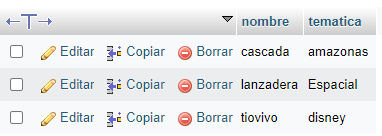 nombre tematica
Editar Copiar Borrar cascada amazonas
Editar Copiar Borrar lanzadera Espacial
Editar Copiar Borrar tiovivo disney